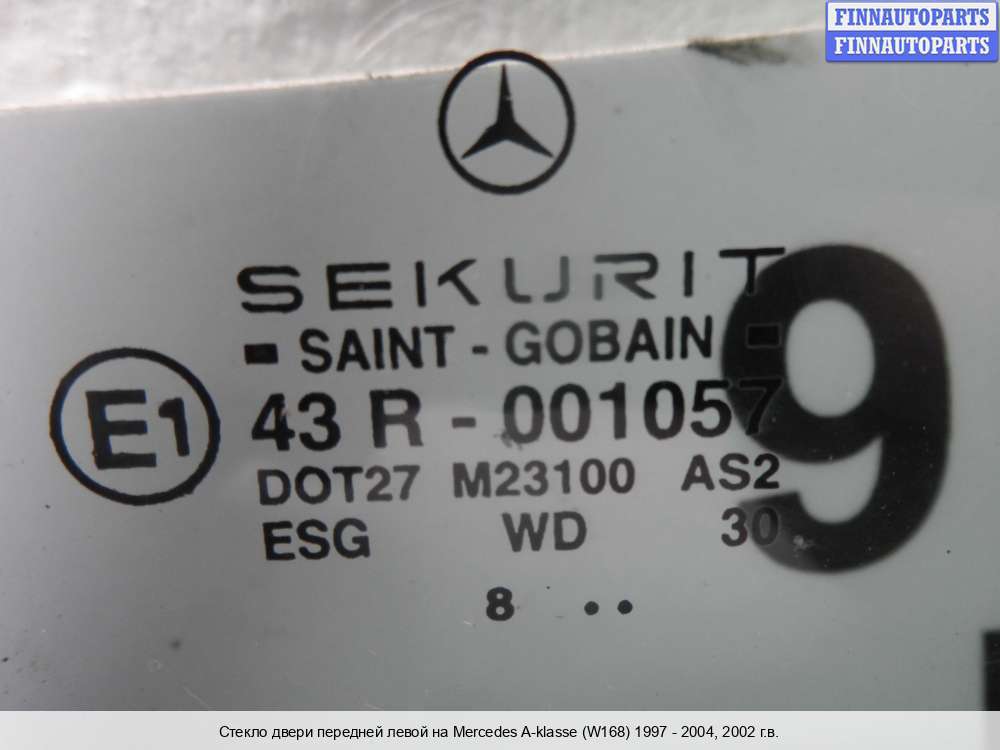 FINNAUTOPARTS
FINNAUTOPARTS
SEKURIT
- SAINT - GOBAIN -
E1
43 R - 001057
DOT27 M23100 AS2
ESG WD 30
8 ..
9
Стекло двери передней левой на Mercedes A-klasse (W168) 1997 - 2004, 2002 г.в.